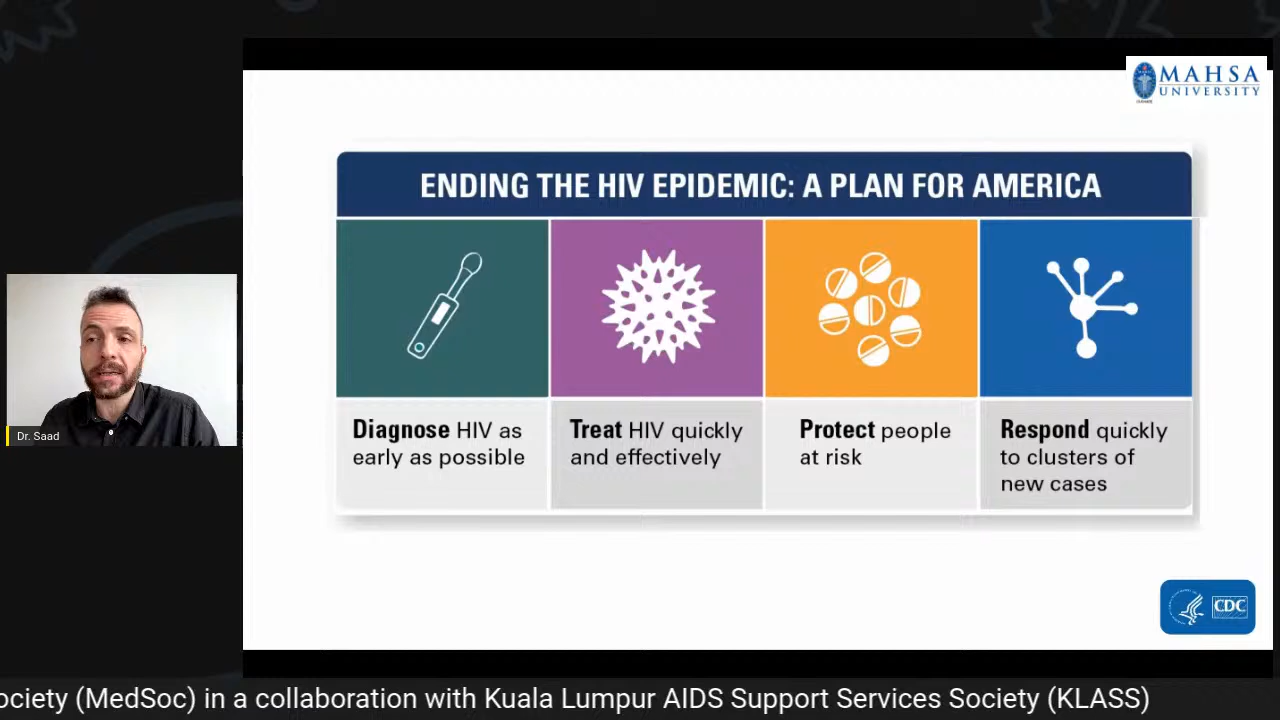 MAHSA
UNIVERSITY
ENDING THE HIV EPIDEMIC: A PLAN FOR AMERICA
Diagnose HIV as
early as possible
Treat HIV quickly
and effectively
Protect people
at risk
Respond quickly
to clusters of
new cases
Dr. Saad
CDC
ociety (MedSoc) in a collaboration with Kuala Lumpur AIDS Support Services Society (KLASS)